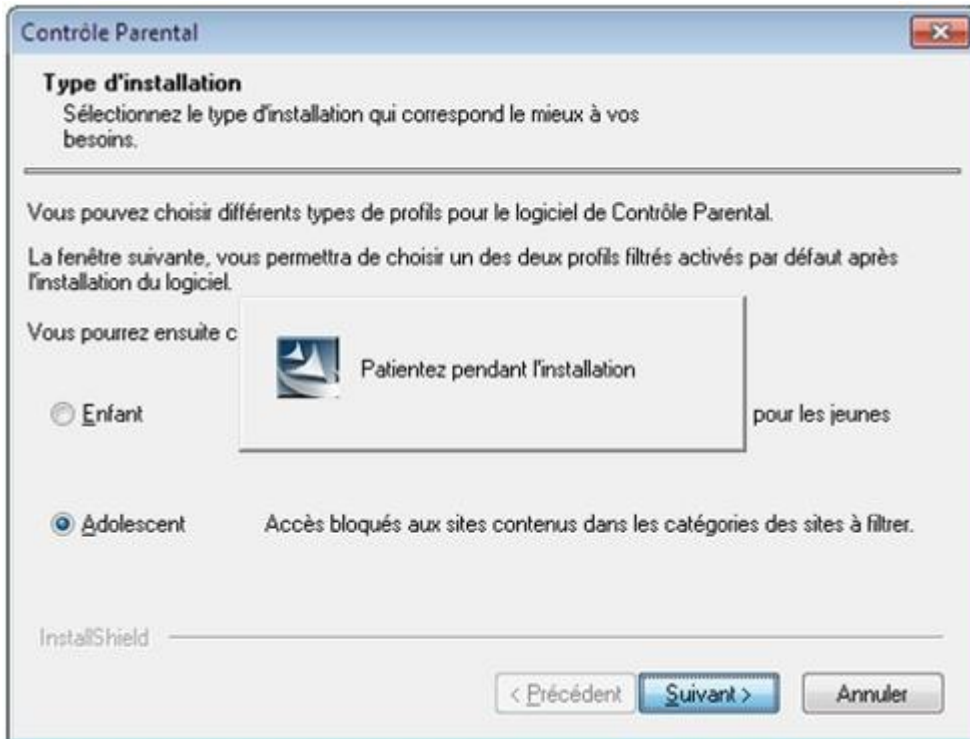 Contrôle Parental
Type d'installation
Sélectionnez le type d'installation qui correspond le mieux à vos
besoins.
Vous pouvez choisir différents types de profils pour le logiciel de Contrôle Parental.
La fenêtre suivante, vous permettra de choisir un des deux profils filtrés activés par défaut après
l'installation du logiciel.
Vous pourrez ensuite c
Patientez pendant l'installation
Enfant pour les jeunes
Adolescent Accès bloqués aux sites contenus dans les catégories des sites à filtrer.
InstallShield
< Précédent Suivant > Annuler